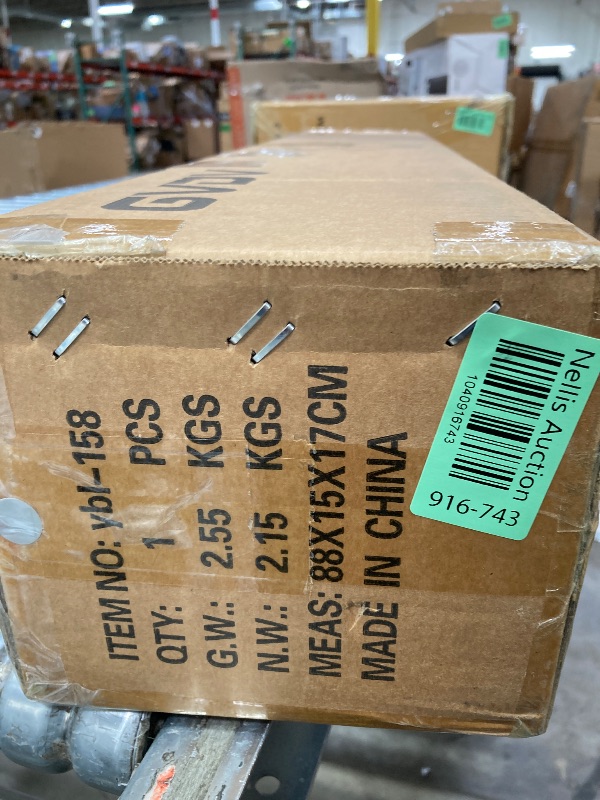 ITEM NO: ybl-158
QTY: 1 PCS
G.W.: 2.55 KGS
N.W.: 2.15 KGS
MEAS: 88X15X17CM
MADE IN CHINA
Nellis Auction
1040916743
916-743